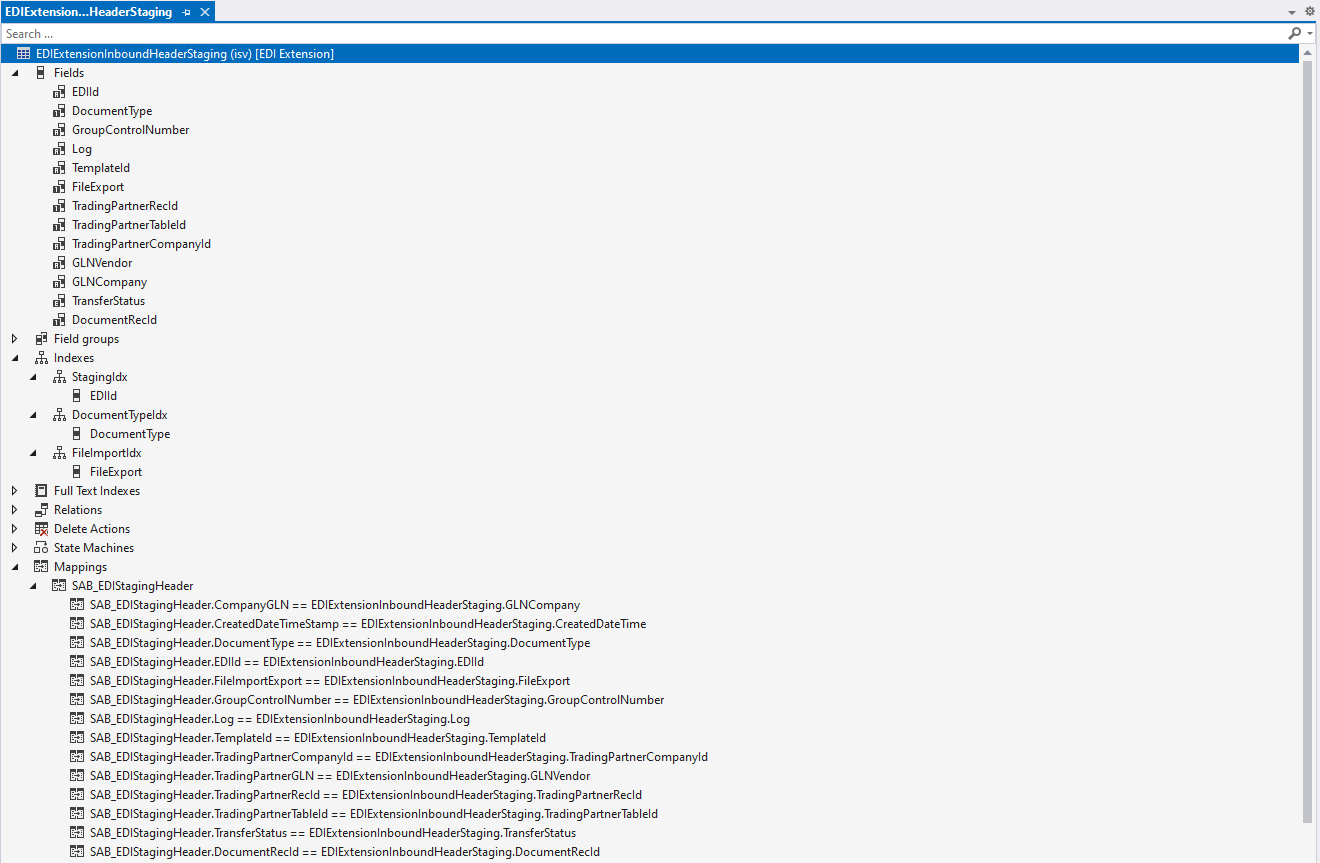 EDIExtension...HeaderStaging
Search ...
EDIExtensionInboundHeaderStaging (isv) [EDI Extension]
Fields
EDIId
DocumentType
GroupControlNumber
Log
TemplateId
FileExport
TradingPartnerRecId
TradingPartnerTableId
TradingPartnerCompanyId
GLNVendor
GLNCompany
TransferStatus
DocumentRecId
Field groups
Indexes
StagingIdx
EDIId
DocumentTypeIdx
DocumentType
FileImportIdx
FileExport
Full Text Indexes
Relations
Delete Actions
State Machines
Mappings
SAB_EDIStagingHeader
SAB_EDIStagingHeader.CompanyGLN == EDIExtensionInboundHeaderStaging.GLNCompany
SAB_EDIStagingHeader.CreatedDateTimeStamp == EDIExtensionInboundHeaderStaging.CreatedDateTime
SAB_EDIStagingHeader.DocumentType == EDIExtensionInboundHeaderStaging.DocumentType
SAB_EDIStagingHeader.EDIId == EDIExtensionInboundHeaderStaging.EDIId
SAB_EDIStagingHeader.FileImportExport == EDIExtensionInboundHeaderStaging.FileExport
SAB_EDIStagingHeader.GroupControlNumber == EDIExtensionInboundHeaderStaging.GroupControlNumber
SAB_EDIStagingHeader.Log == EDIExtensionInboundHeaderStaging.Log
SAB_EDIStagingHeader.TemplateId == EDIExtensionInboundHeaderStaging.TemplateId
SAB_EDIStagingHeader.TradingPartnerCompanyId == EDIExtensionInboundHeaderStaging.TradingPartnerCompanyId
SAB_EDIStagingHeader.TradingPartnerGLN == EDIExtensionInboundHeaderStaging.GLNVendor
SAB_EDIStagingHeader.TradingPartnerRecId == EDIExtensionInboundHeaderStaging.TradingPartnerRecId
SAB_EDIStagingHeader.TradingPartnerTableId == EDIExtensionInboundHeaderStaging.TradingPartnerTableId
SAB_EDIStagingHeader.TransferStatus == EDIExtensionInboundHeaderStaging.TransferStatus
SAB_EDIStagingHeader.DocumentRecId == EDIExtensionInboundHeaderStaging.DocumentRecId